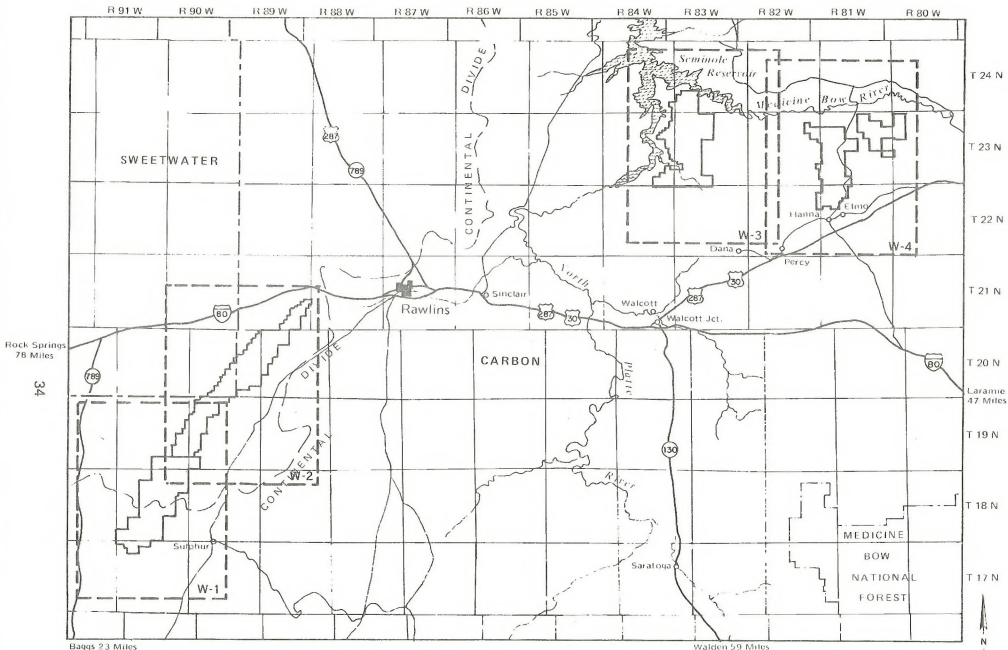 R 91 W R 90 W R 89 W R 88 W R 87 W R 86 W R 85 W R 84 W R 83 W R 82 W R 81 W R 80 W
T 24 N
T 23 N
T 22 N
T 21 N
T 20 N
T 19 N
T 18 N
T 17 N
SWEETWATER
287
789
CONTINENTAL DIVIDE
Seminole
Reservoir
Medicine Bow River
W-3
W-4
Hanna
Elmo
Dana
Percy
80
Rawlins
Sinclair
North
Platte
River
287
30
Walcott
Walcott Jct.
287
30
Rock Springs
78 Miles
789
34
DIVIDE
CONTINENTAL
W-2
CARBON
80
Laramie
47 Miles
130
Sulphur
W-1
Saratoga
MEDICINE
BOW
NATIONAL
FOREST
Baggs 23 Miles
Walden 59 Miles
N